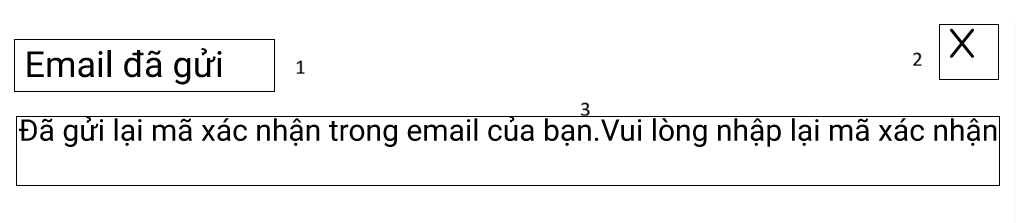 Email đã gửi 1
2 X
3
Đã gửi lại mã xác nhận trong email của bạn.Vui lòng nhập lại mã xác nhận